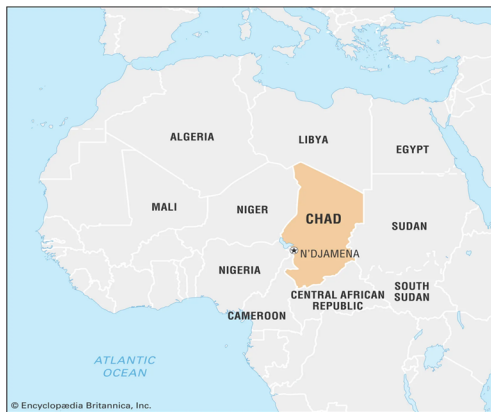 ALGERIA
LIBYA
EGYPT
MALI
NIGER
CHAD
SUDAN
N'DJAMENA
NIGERIA
CENTRAL AFRICAN
REPUBLIC
SOUTH
SUDAN
CAMEROON
ATLANTIC
OCEAN
© Encyclopædia Britannica, Inc.